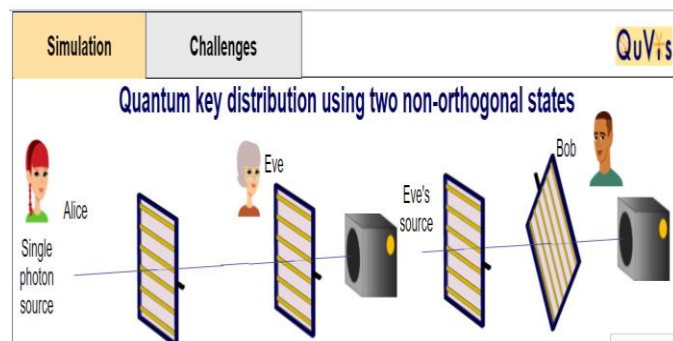 Simulation
Challenges
QuVis
Quantum key distribution using two non-orthogonal states
Alice
Eve
Bob
Single
photon
source
Eve's
source